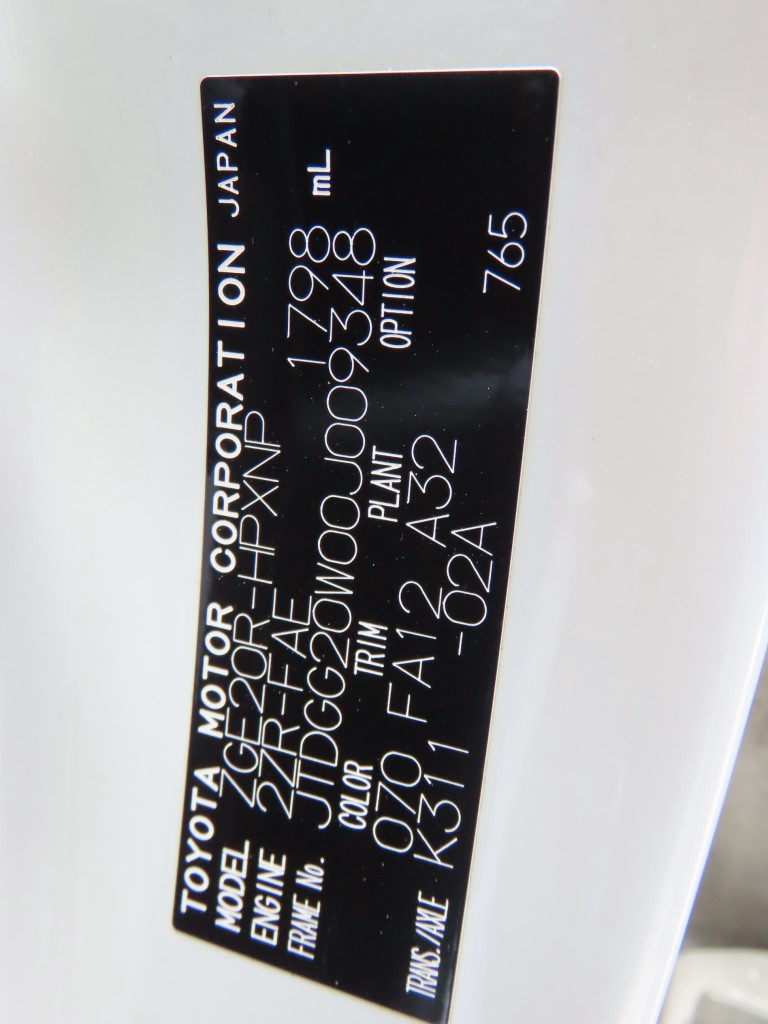 TOYOTA MOTOR CORPORATION JAPAN
MODEL ZGE20R-HPXNP
ENGINE 2ZR-FAE 1798 mL
FRAME No. JTDGG20W00J009348
COLOR TRIM PLANT OPTION
070 FA12 A32
TRANS./AXLE K311 -02A 765